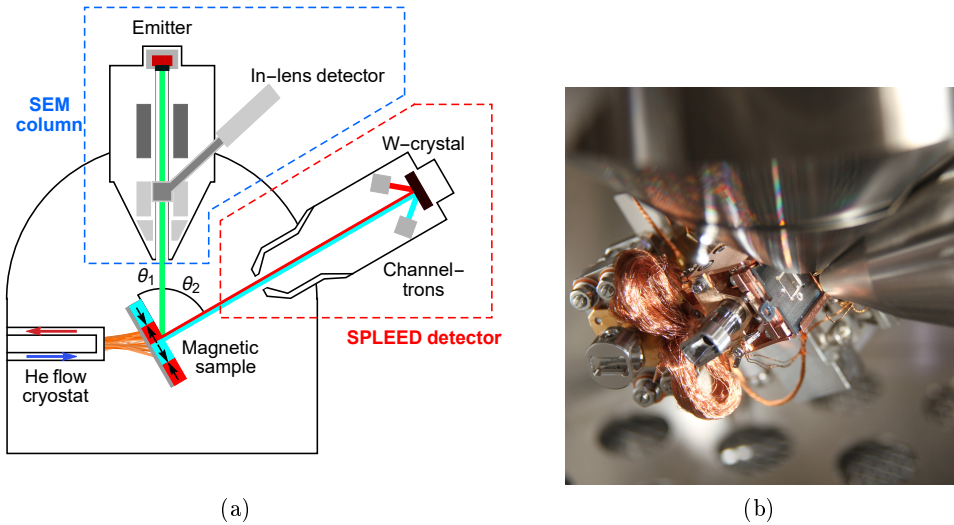 Emitter
In−lens detector
SEM
column
W−crystal
θ1
θ2
Channel−
trons
SPLEED detector
Magnetic
sample
He flow
cryostat
(a)
(b)